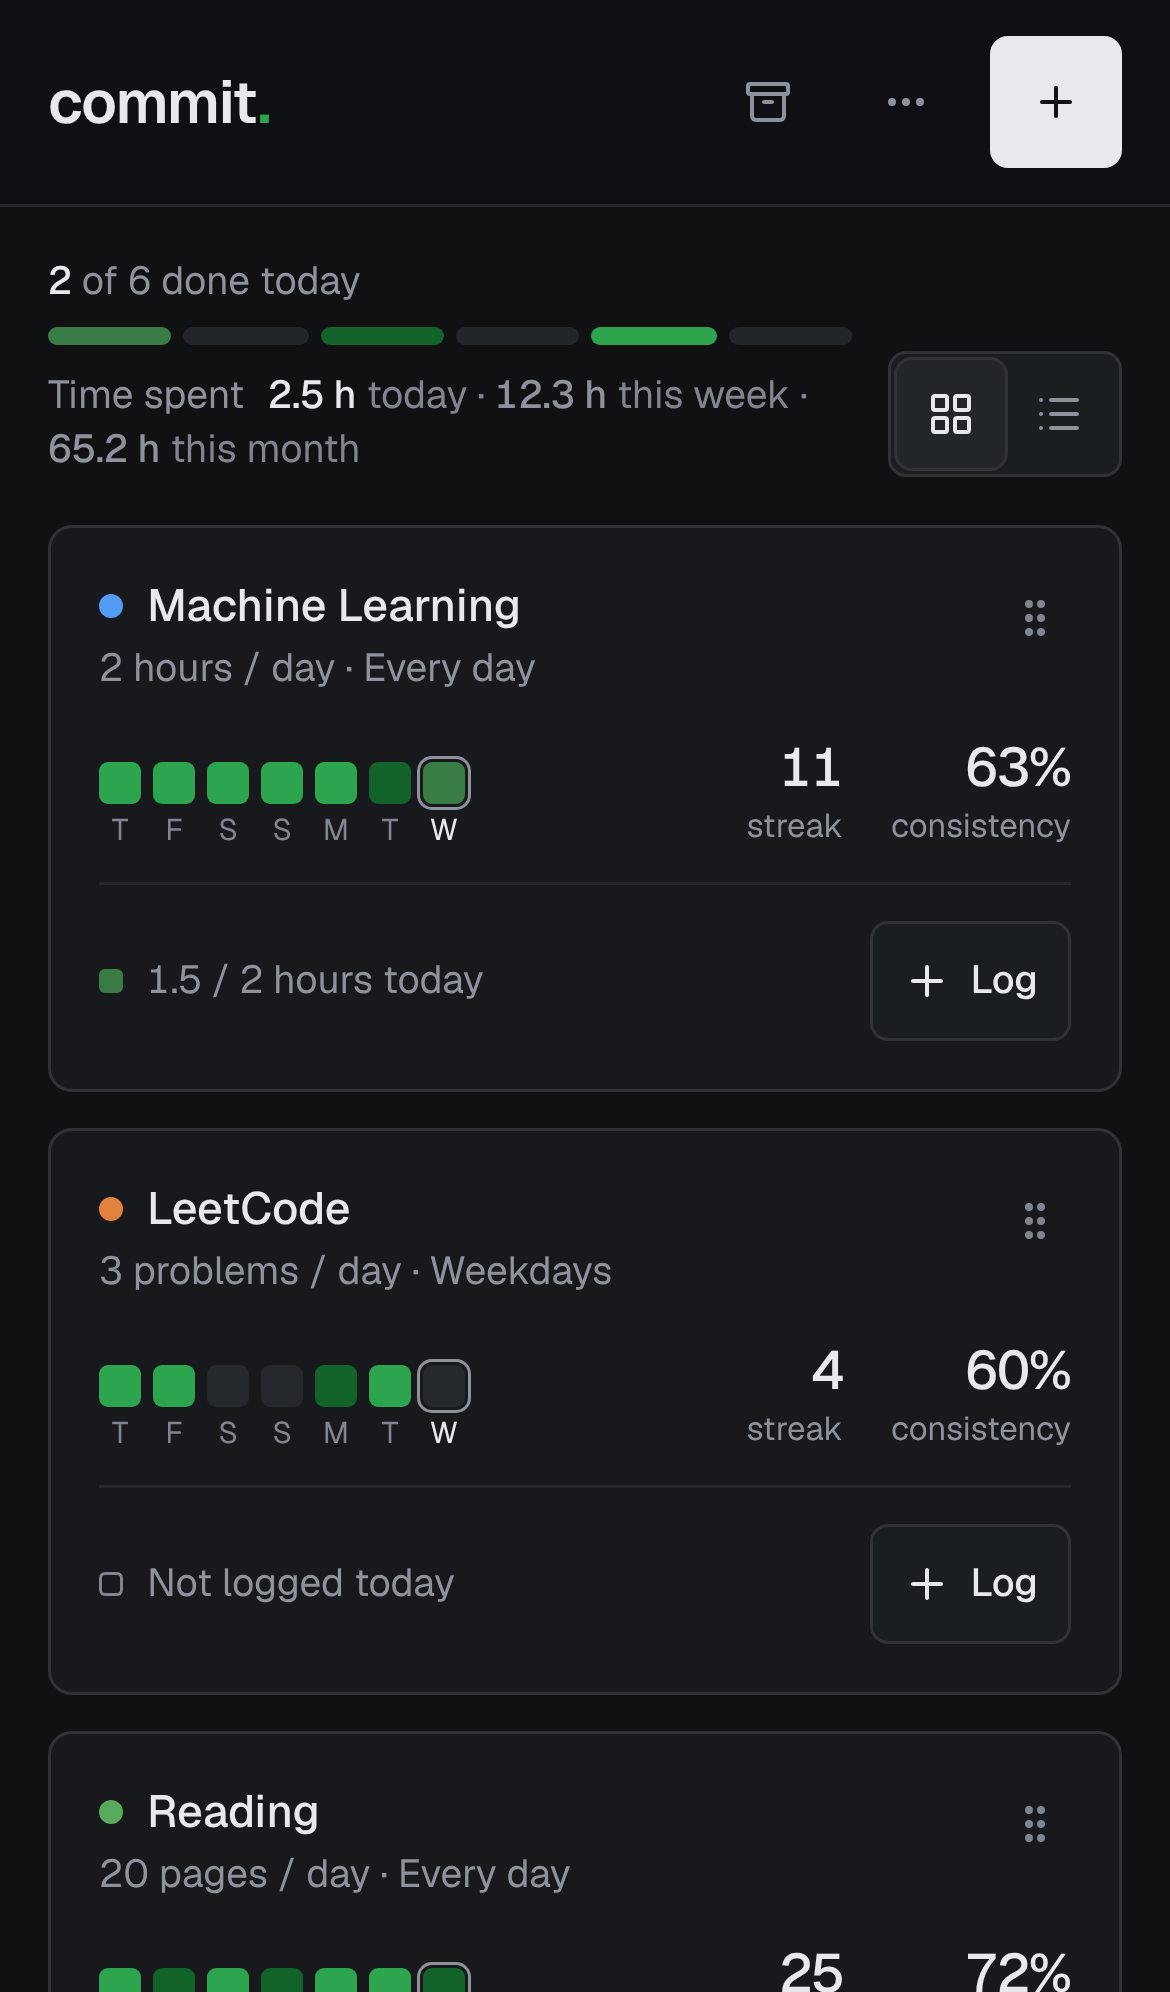 commit.
2 of 6 done today
Time spent 2.5 h today · 12.3 h this week ·
65.2 h this month
Machine Learning
2 hours / day · Every day
11 63%
T F S S M T W streak consistency
1.5 / 2 hours today + Log
LeetCode
3 problems / day · Weekdays
4 60%
T F S S M T W streak consistency
Not logged today + Log
Reading
20 pages / day · Every day
25 72%